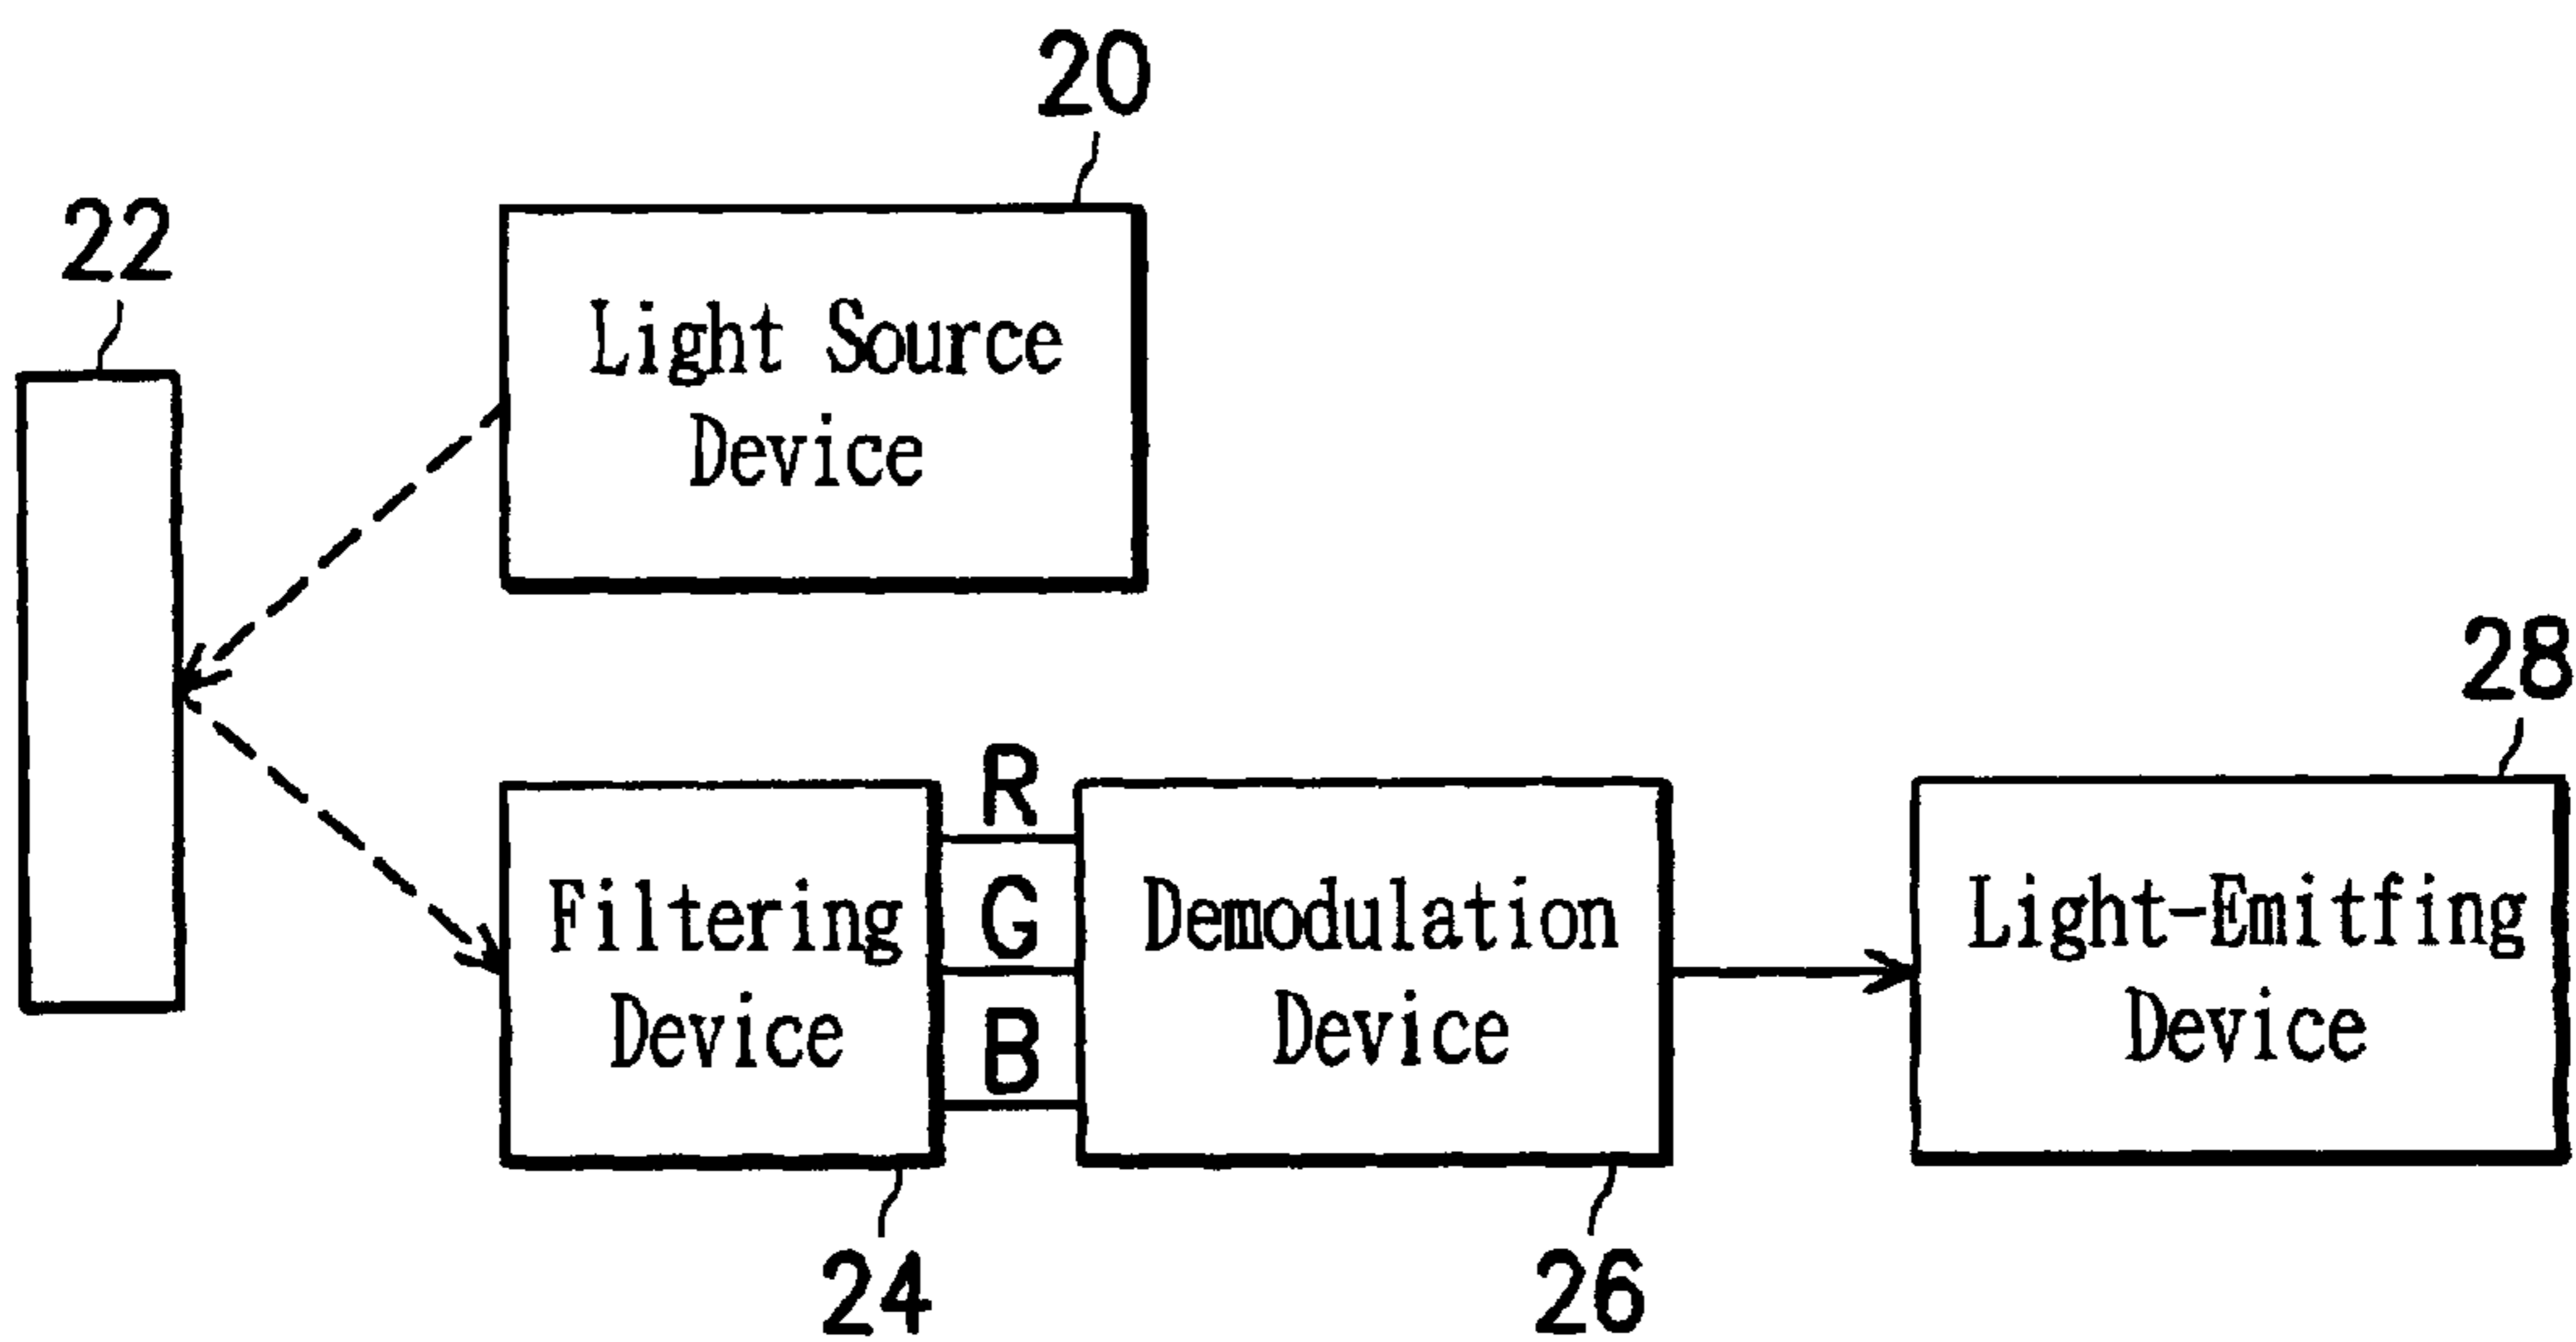 20
22
Light Source
Device
28
R
G
B
Filtering
Device
Demodulation
Device
Light-Emitfing
Device
24
26